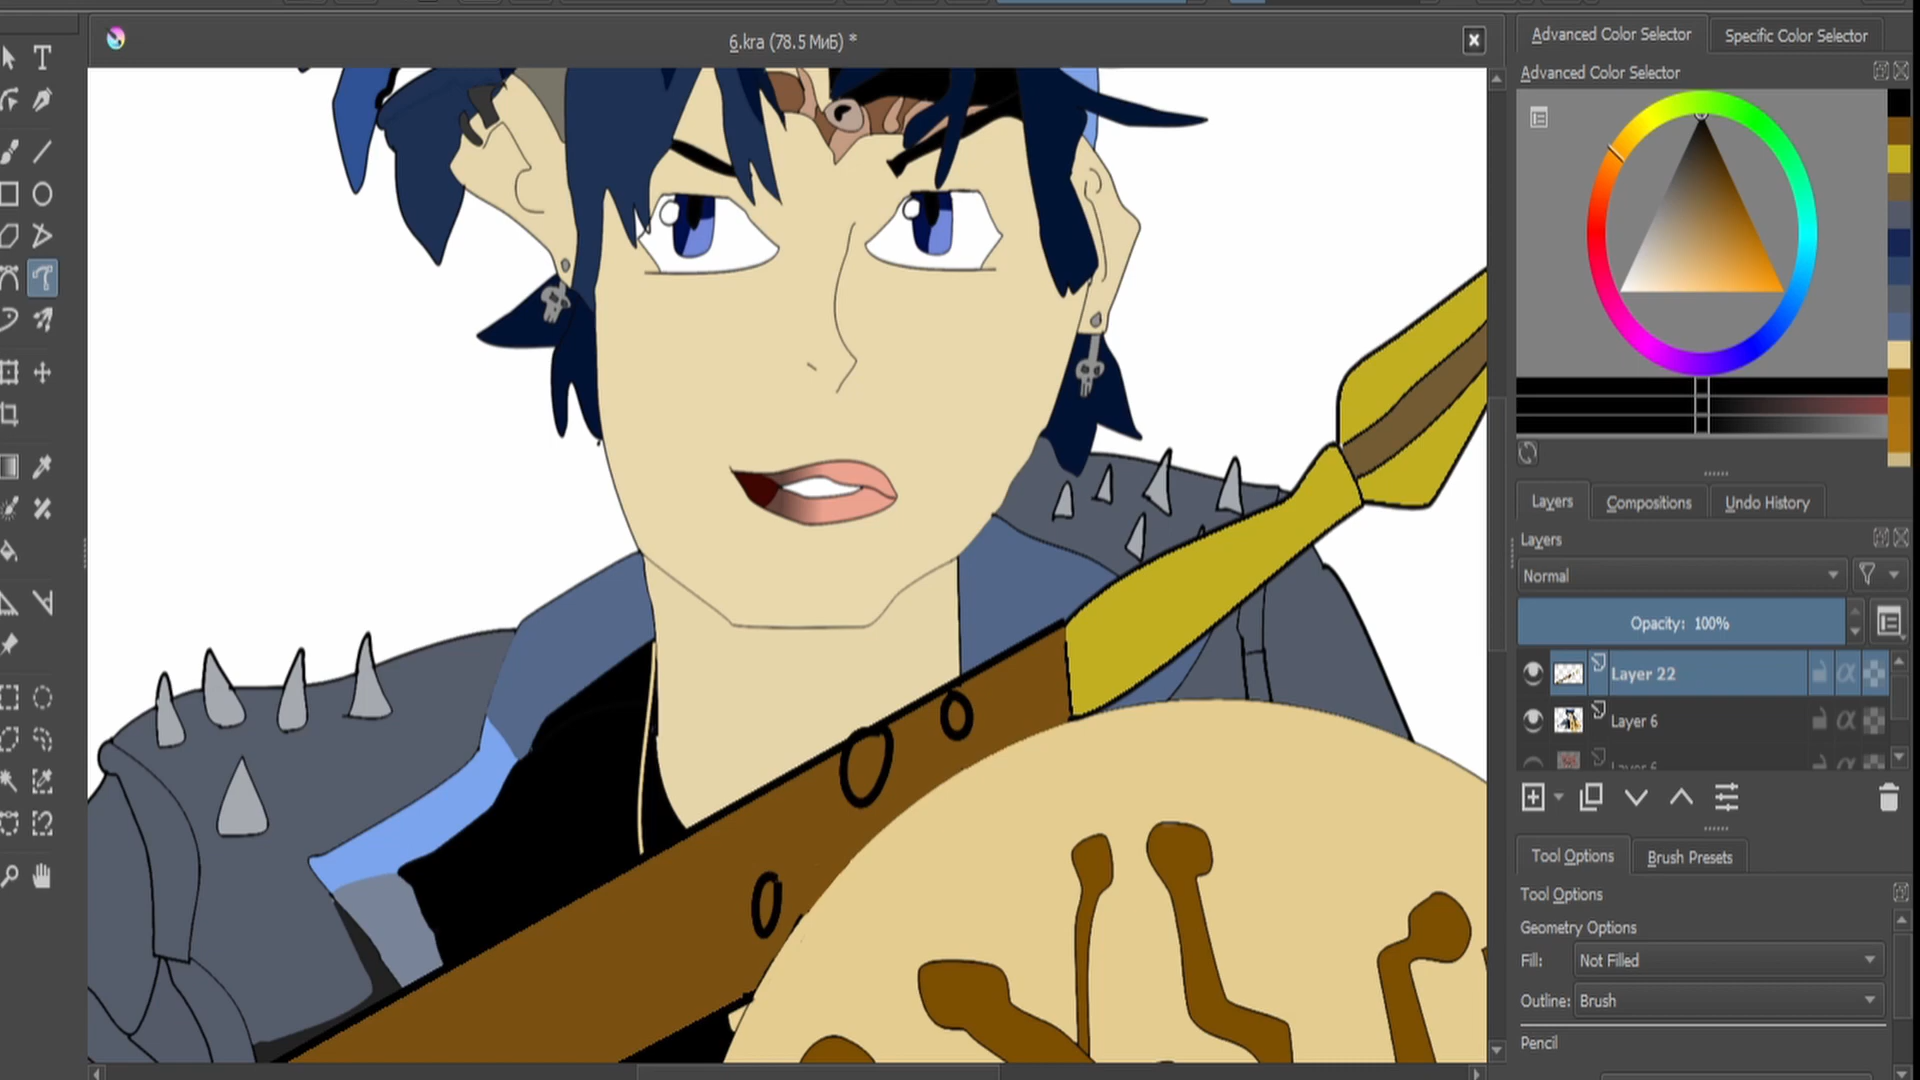 6.kra (78.5 МиБ) *
Advanced Color Selector
Specific Color Selector
Advanced Color Selector
Layers
Compositions
Undo History
Layers
Normal
Opacity: 100%
Layer 22
Layer 6
Tool Options
Brush Presets
Tool Options
Geometry Options
Fill: Not Filled
Outline: Brush
Pencil